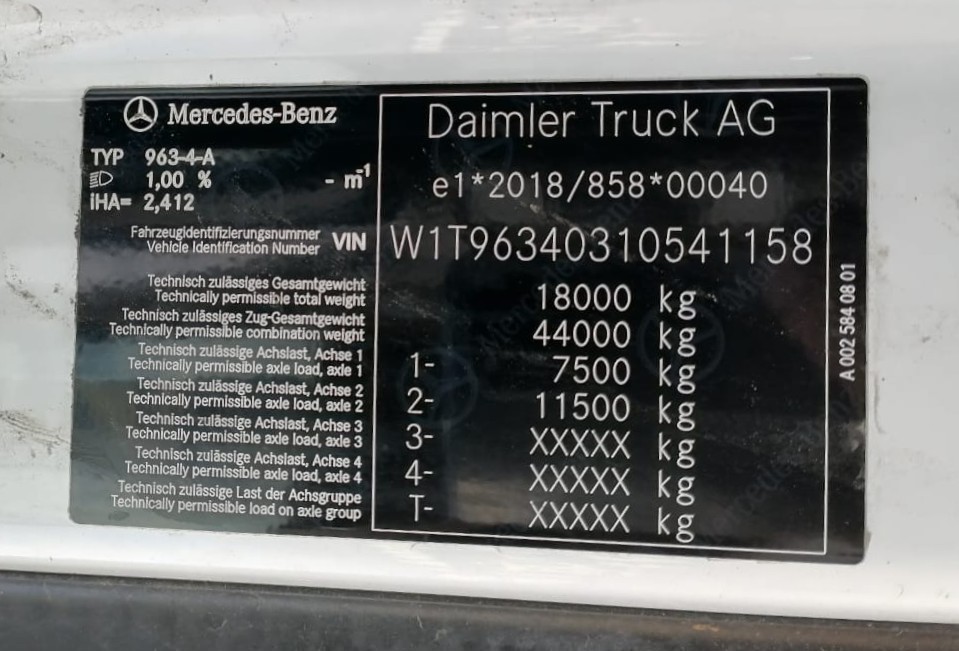 Mercedes-Benz
TYP 963-4-A
1,00 % - m-1
iHA= 2,412
Daimler Truck AG
e1*2018/858*00040
Fahrzeugidentifizierungsnummer
Vehicle Identification Number VIN W1T96340310541158
Technisch zulässiges Gesamtgewicht
Technically permissible total weight 18000 kg
Technisch zulässiges Zug-Gesamtgewicht
Technically permissible combination weight 44000 kg
Technisch zulässige Achslast, Achse 1
Technically permissible axle load, axle 1 1- 7500 kg
Technisch zulässige Achslast, Achse 2
Technically permissible axle load, axle 2 2- 11500 kg
Technisch zulässige Achslast, Achse 3
Technically permissible axle load, axle 3 3- XXXXX kg
Technisch zulässige Achslast, Achse 4
Technically permissible axle load, axle 4 4- XXXXX kg
Technisch zulässige Last der Achsgruppe
Technically permissible load on axle group T- XXXXX kg
A 002 584 08 01